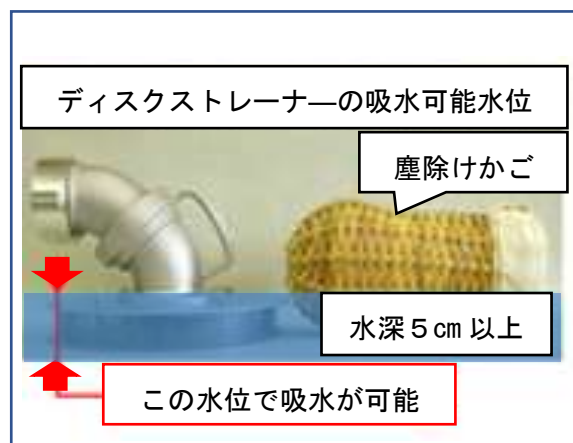 ディスクストレーナ―の吸水可能水位
塵除けかご
水深５㎝以上
この水位で吸水が可能